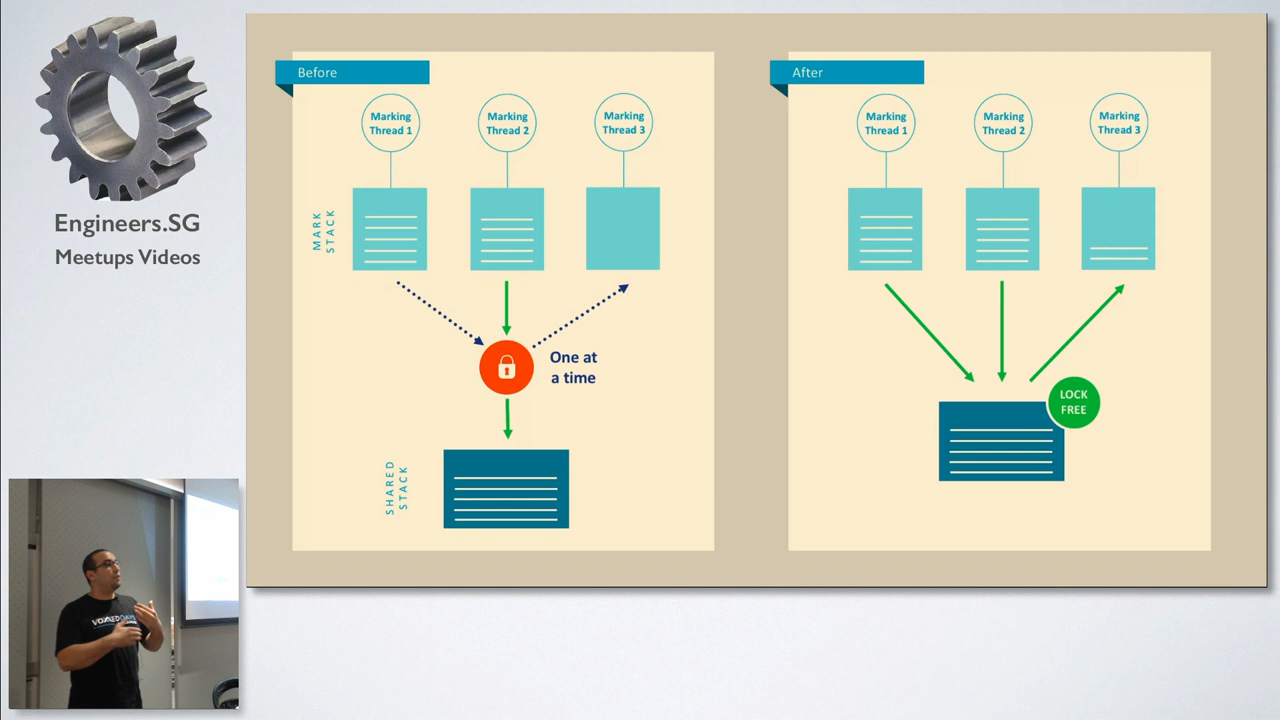 Engineers.SG
Meetups Videos
Before
Marking
Thread 1
Marking
Thread 2
Marking
Thread 3
MARK
STACK
One at
a time
SHARED
STACK
After
Marking
Thread 1
Marking
Thread 2
Marking
Thread 3
LOCK
FREE